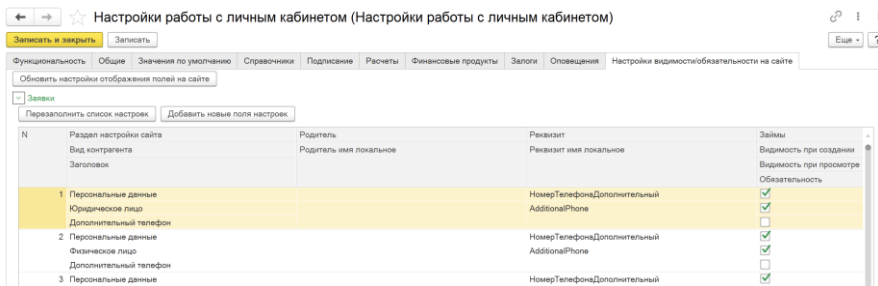 Настройки работы с личным кабинетом (Настройки работы с личным кабинетом)
Записать и закрыть Записать Еще ?
Функциональность Общие Значения по умолчанию Справочники Подписание Расчеты Финансовые продукты Залоги Оповещения Настройки видимости/обязательности на сайте
Обновить настройки отображения полей на сайте
Заявки
Перезаполнить список настроек Добавить новые поля настроек
N Раздел настройки сайта Родитель Реквизит Займы
Вид контрагента Родитель имя локальное Реквизит имя локальное Видимость при создании
Заголовок Видимость при просмотре
Обязательность
1 Персональные данные НомерТелефонаДополнительный
Юридическое лицо AdditionalPhone
Дополнительный телефон
2 Персональные данные НомерТелефонаДополнительный
Физическое лицо AdditionalPhone
Дополнительный телефон
3 Персональные данные НомерТелефонаДополнительный